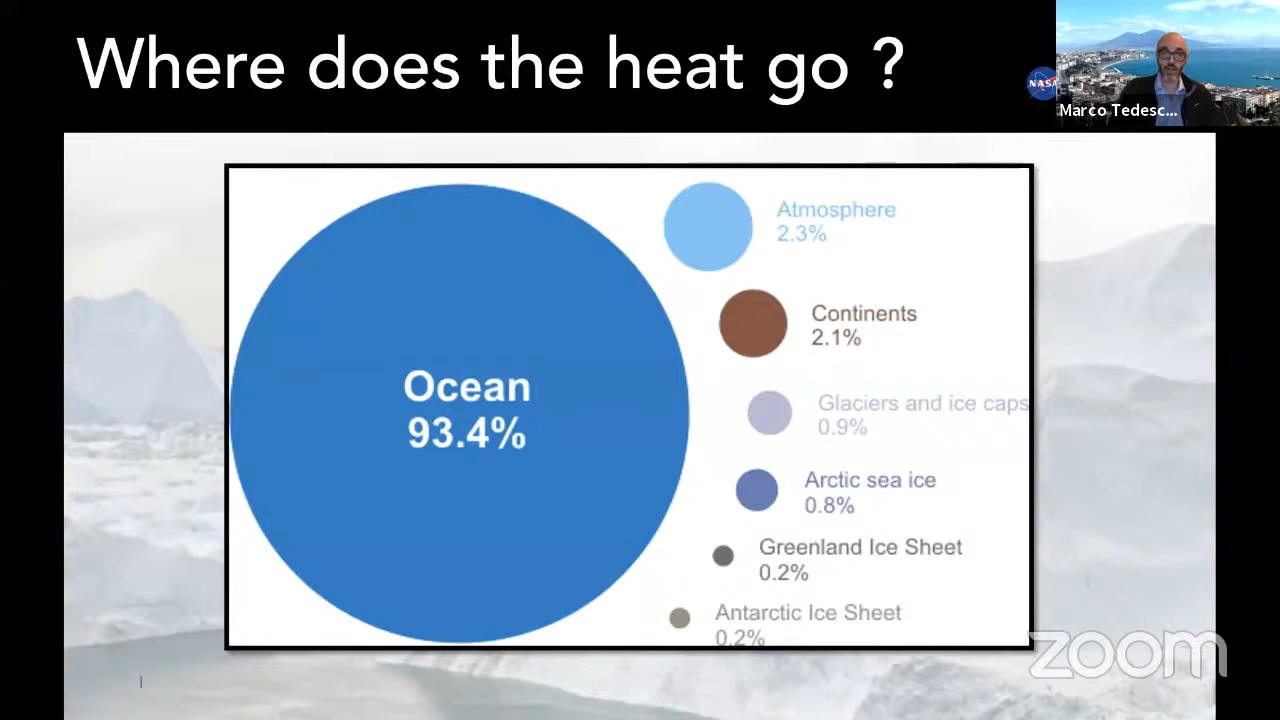 Where does the heat go ?
NASA
Marco Tedesc...
Atmosphere
2.3%
Continents
2.1%
Glaciers and ice caps
0.9%
Ocean
93.4%
Arctic sea ice
0.8%
Greenland Ice Sheet
0.2%
Antarctic Ice Sheet
0.2%
zoom